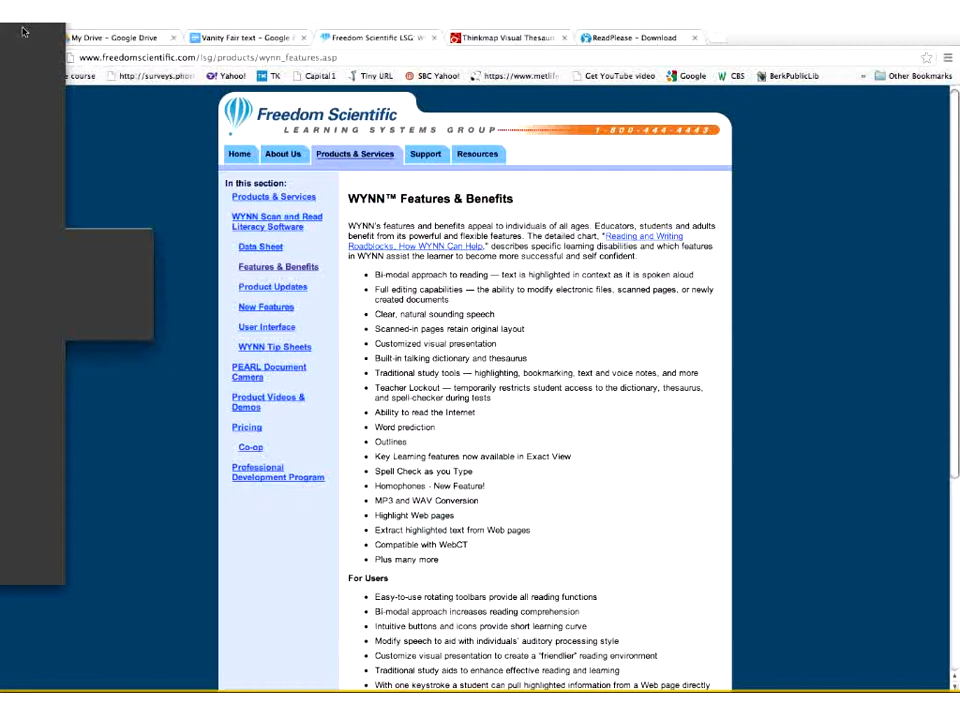 My Drive – Google Drive
Vanity Fair text – Google
Freedom Scientific LSG: W
Thinkmap Visual Thesau
ReadPlease – Download
www.freedomscientific.com/lsg/products/wynn_features.asp
e course
http://surveys.phon
Yahoo!
TK
Capital1
Tiny URL
SBC Yahoo!
https://www.metlif
Get YouTube video
Google
CBS
BerkPublicLib
»
Other Bookmarks
Freedom Scientific
LEARNING SYSTEMS GROUP
1-800-444-4443
Home
About Us
Products & Services
Support
Resources
In this section:
Products & Services
WYNN Scan and Read
Literacy Software
Data Sheet
Features & Benefits
Product Updates
New Features
User Interface
WYNN Tip Sheets
PEARL Document
Camera
Product Videos &
Demos
Pricing
Co-op
Professional
Development Program
WYNN™ Features & Benefits
WYNN's features and benefits appeal to individuals of all ages. Educators, students and adults
benefit from its powerful and flexible features. The detailed chart, "Reading and Writing
Roadblocks, How WYNN Can Help," describes specific learning disabilities and which features
in WYNN assist the learner to become more successful and self confident.
• Bi-modal approach to reading — text is highlighted in context as it is spoken aloud
• Full editing capabilities — the ability to modify electronic files, scanned pages, or newly
created documents
• Clear, natural sounding speech
• Scanned-in pages retain original layout
• Customized visual presentation
• Built-in talking dictionary and thesaurus
• Traditional study tools — highlighting, bookmarking, text and voice notes, and more
• Teacher Lockout — temporarily restricts student access to the dictionary, thesaurus,
and spell-checker during tests
• Ability to read the Internet
• Word prediction
• Outlines
• Key Learning features now available in Exact View
• Spell Check as you Type
• Homophones - New Feature!
• MP3 and WAV Conversion
• Highlight Web pages
• Extract highlighted text from Web pages
• Compatible with WebCT
• Plus many more
For Users
• Easy-to-use rotating toolbars provide all reading functions
• Bi-modal approach increases reading comprehension
• Intuitive buttons and icons provide short learning curve
• Modify speech to aid with individuals' auditory processing style
• Customize visual presentation to create a "friendlier" reading environment
• Traditional study aids to enhance effective reading and learning
• With one keystroke a student can pull highlighted information from a Web page directly